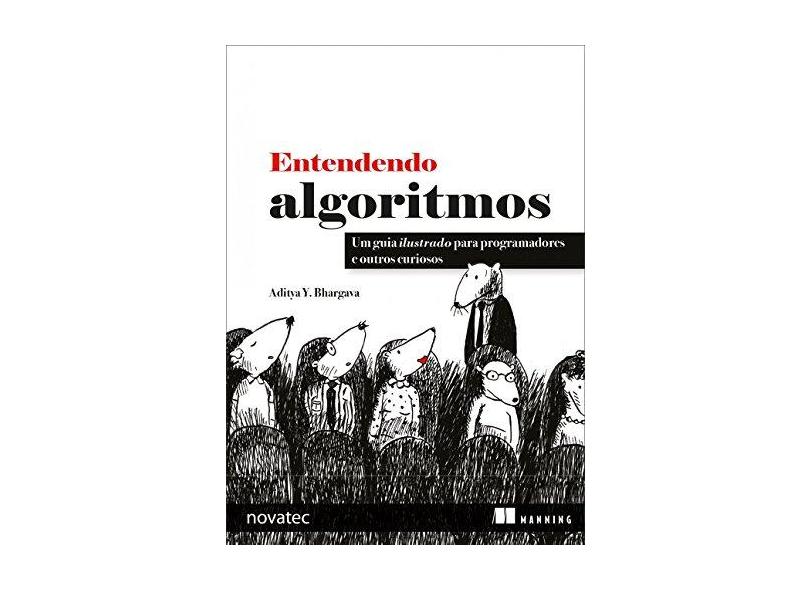 Entendendo
algoritmos
Um guia ilustrado para programadores
e outros curiosos
Aditya Y. Bhargava
novatec
MANNING